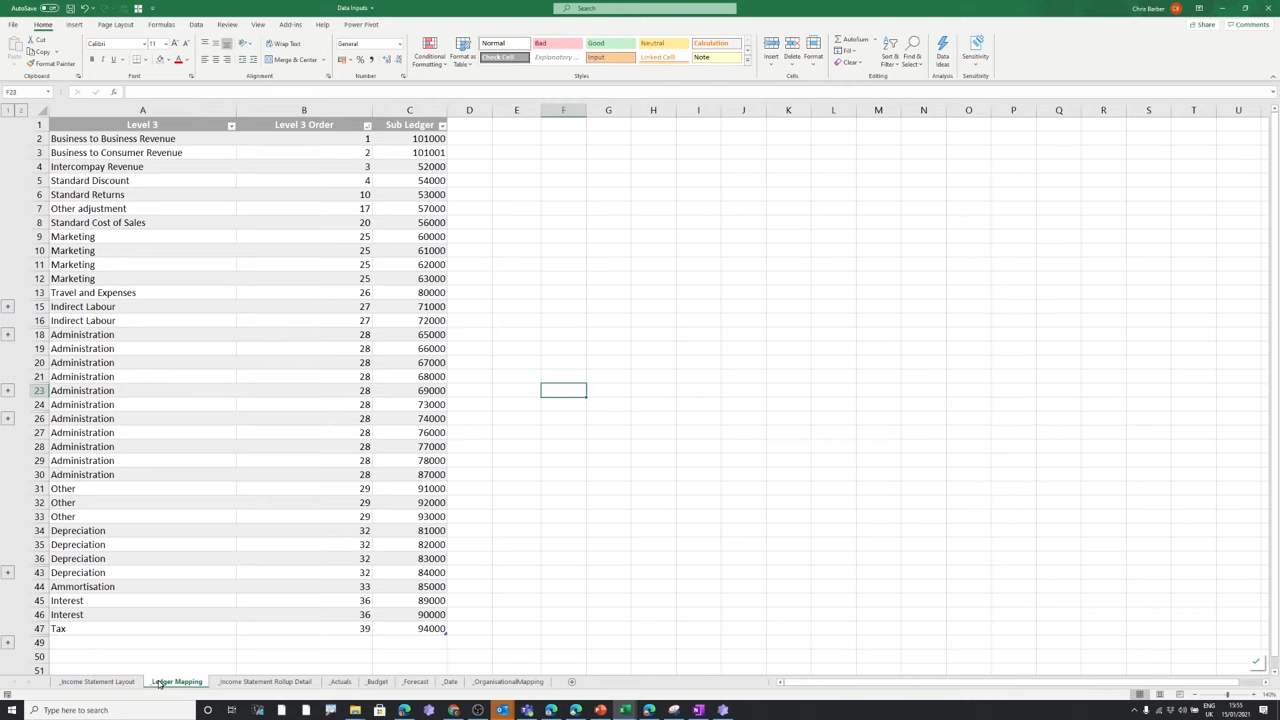 AutoSave Off Data Inputs Search Chris Barber CB
File Home Insert Page Layout Formulas Data Review View Add-ins Help Power Pivot Share Comments
Cut Calibri 11 Wrap Text General Normal Bad Good Neutral Calculation AutoSum
Copy Fill
Format Painter Merge & Center Conditional Formatting Format as Table Check Cell Explanatory ... Input Linked Cell Note Insert Delete Format Clear Sort & Filter Find & Select Data Ideas Sensitivity
Clipboard Font Alignment Number Styles Cells Editing Analysis Sensitivity
F23 fx
1 2 A B C D E F G H I J K L M N O P Q R S T U
1 Level 3 Level 3 Order Sub Ledger
2 Business to Business Revenue 1 101000
3 Business to Consumer Revenue 2 101001
4 Intercompay Revenue 3 52000
5 Standard Discount 4 54000
6 Standard Returns 10 53000
7 Other adjustment 17 57000
8 Standard Cost of Sales 20 56000
9 Marketing 25 60000
10 Marketing 25 61000
11 Marketing 25 62000
12 Marketing 25 63000
13 Travel and Expenses 26 80000
15 Indirect Labour 27 71000
16 Indirect Labour 27 72000
18 Administration 28 65000
19 Administration 28 66000
20 Administration 28 67000
21 Administration 28 68000
23 Administration 28 69000
24 Administration 28 73000
26 Administration 28 74000
27 Administration 28 76000
28 Administration 28 77000
29 Administration 28 78000
30 Administration 28 87000
31 Other 29 91000
32 Other 29 92000
33 Other 29 93000
34 Depreciation 32 81000
35 Depreciation 32 82000
36 Depreciation 32 83000
43 Depreciation 32 84000
44 Ammortisation 33 85000
45 Interest 36 89000
46 Interest 36 90000
47 Tax 39 94000
49
50
51
_Income Statement Layout _Ledger Mapping _Income Statement Rollup Detail _Actuals _Budget _Forecast _Date _OrganisationalMapping
140%
Type here to search ENG UK 15:55 15/01/2021